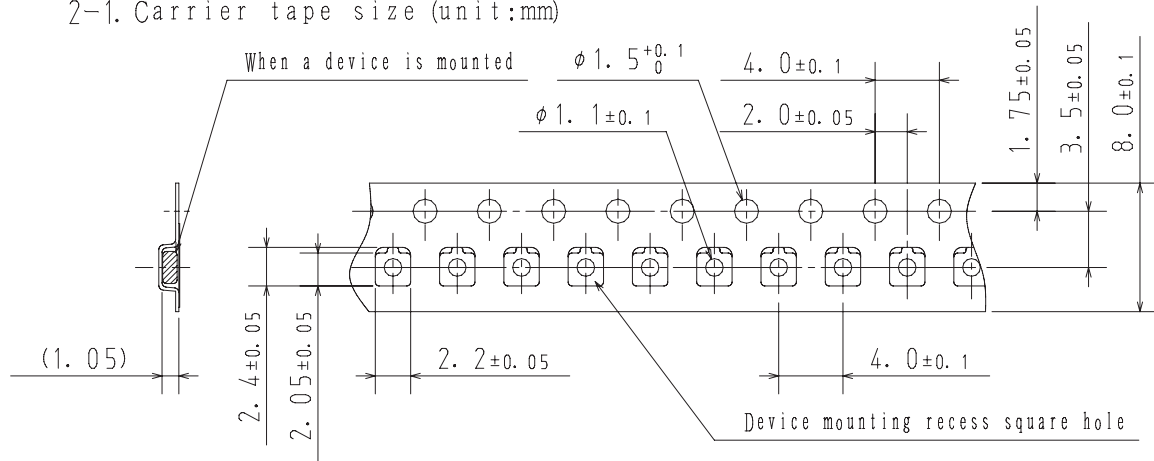 2-1. Carrier tape size (unit:mm)
When a device is mounted
φ1.5 +0.1 0
4.0±0.1
φ1.1±0.1
2.0±0.05
1.75±0.05
3.5±0.05
8.0±0.1
(1.05)
2.4±0.05
2.05±0.05
2.2±0.05
4.0±0.1
Device mounting recess square hole